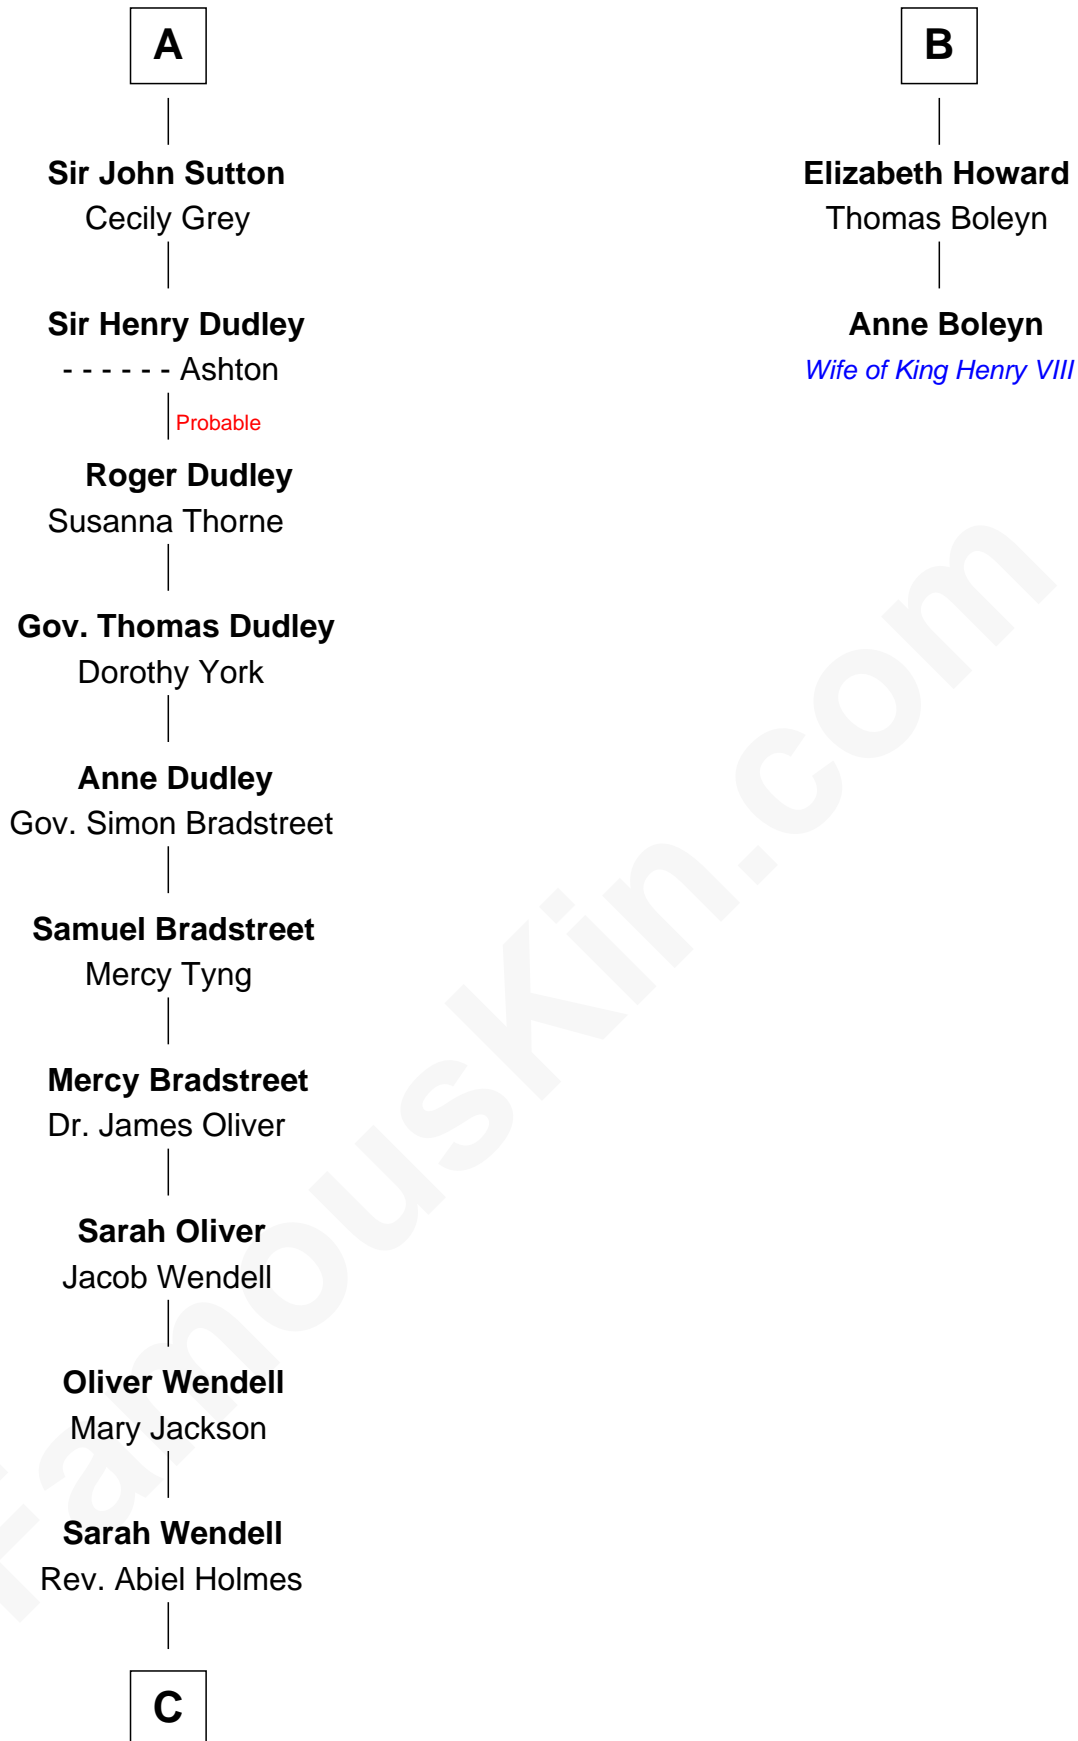 A
Sir John Sutton
Cecily Grey
Sir Henry Dudley
- - - - - - Ashton
Probable
Roger Dudley
Susanna Thorne
Gov. Thomas Dudley
Dorothy York
Anne Dudley
Gov. Simon Bradstreet
Samuel Bradstreet
Mercy Tyng
Mercy Bradstreet
Dr. James Oliver
Sarah Oliver
Jacob Wendell
Oliver Wendell
Mary Jackson
Sarah Wendell
Rev. Abiel Holmes
C
B
Elizabeth Howard
Thomas Boleyn
Anne Boleyn
Wife of King Henry VIII
FamousKin.com